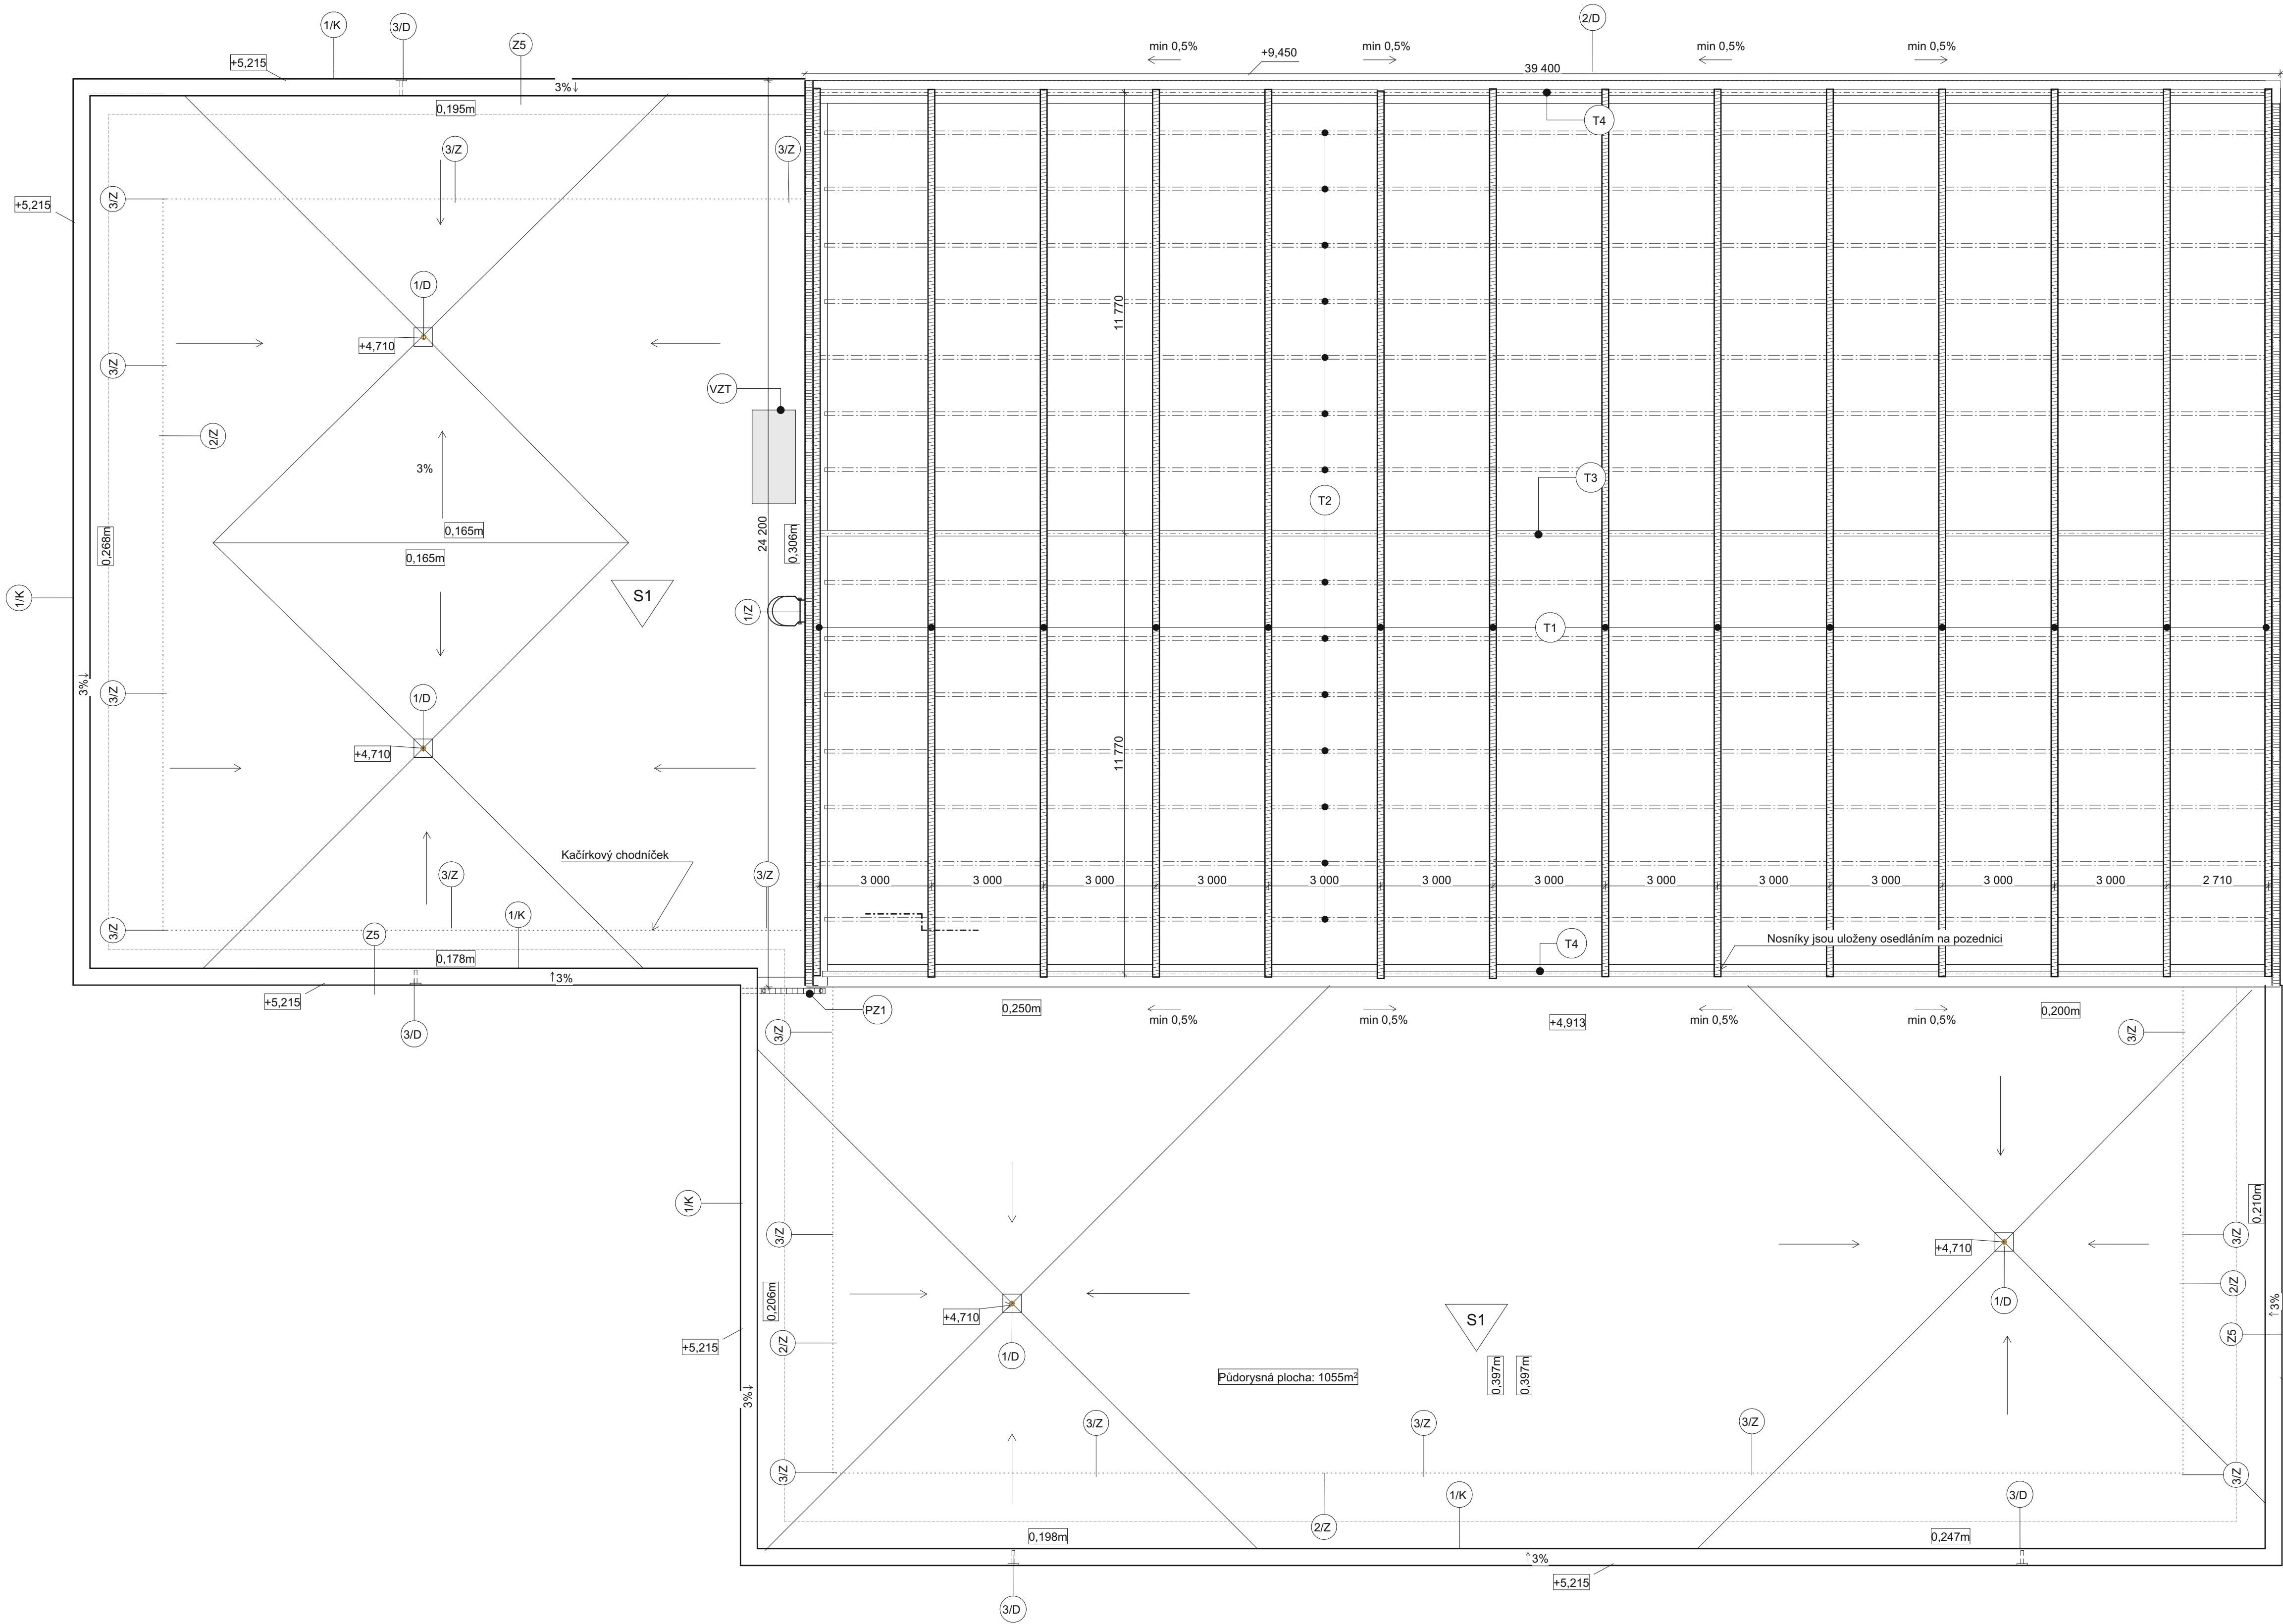 1/K
3/D
Z5
2/D
+5,215
min 0,5%
min 0,5%
min 0,5%
min 0,5%
+9,450
39 400
3%↓
0,195m
T4
3/Z
3/Z
3/Z
+5,215
1/D
+4,710
11 770
3/Z
VZT
2/Z
3%
T3
T2
0,165m
0,165m
0,268m
24 200
0,306m
S1
1/K
1/Z
T1
3%↓
3/Z
1/D
+4,710
11 770
Kačírkový chodníček
3/Z
3/Z
3 000
3 000
3 000
3 000
3 000
3 000
3 000
3 000
3 000
3 000
3 000
3 000
2 710
3/Z
Z5
1/K
T4
Nosníky jsou uloženy osedláním na pozednici
0,178m
↑3%
+5,215
3/D
PZ1
0,250m
min 0,5%
min 0,5%
+4,913
min 0,5%
min 0,5%
0,200m
3/Z
3/Z
1/K
0,210m
3/Z
3/Z
+4,710
2/Z
0,206m
1/D
3%↑
+4,710
S1
Z5
+5,215
2/Z
1/D
Půdorysná plocha: 1055m²
0,397m
0,397m
3%↓
3/Z
3/Z
3/Z
3/Z
3/Z
1/K
3/D
2/Z
0,198m
0,247m
↑3%
+5,215
3/D